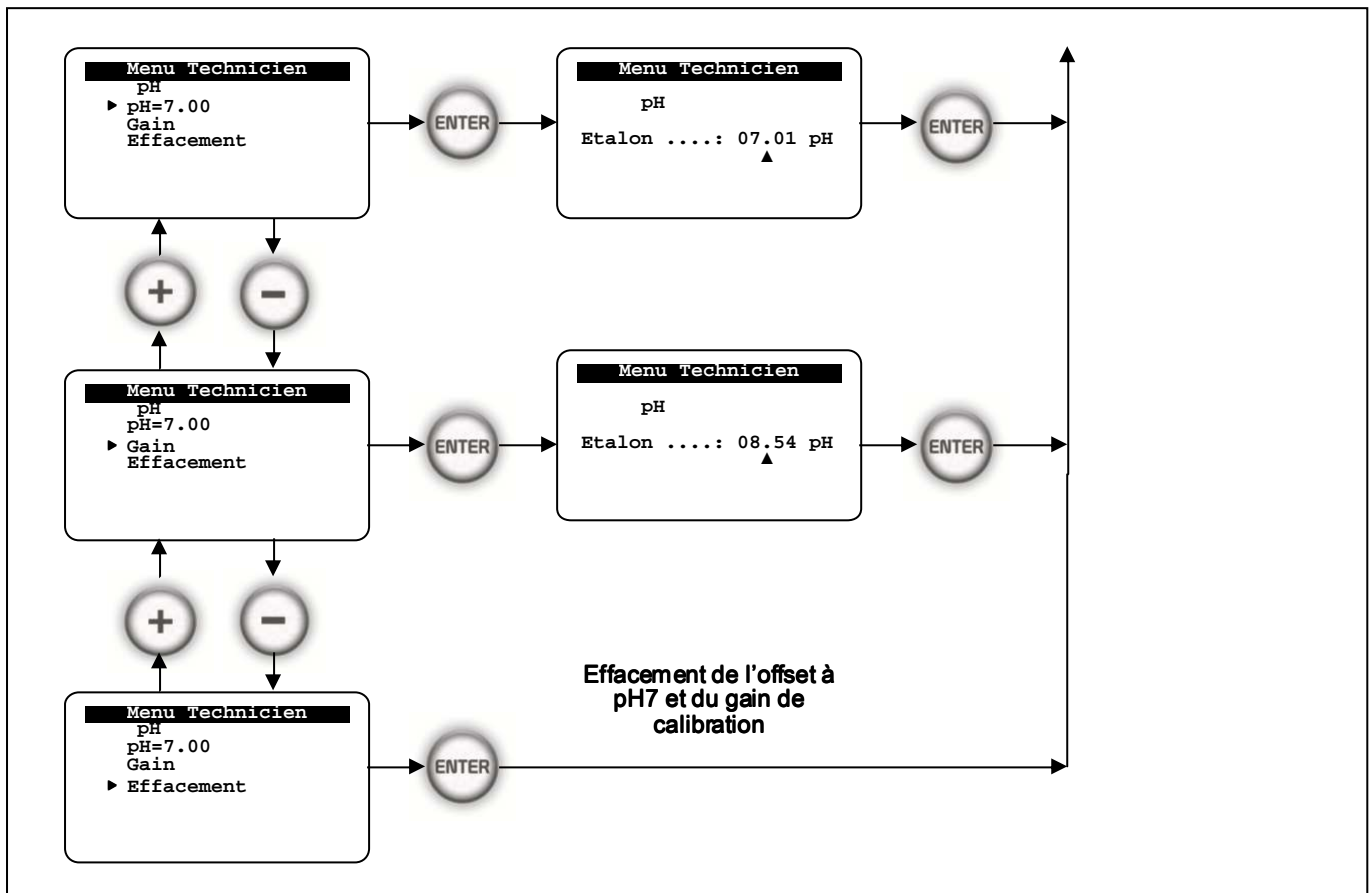 Menu Technicien
pH
▶ pH=7.00
Gain
Effacement
ENTER
Menu Technicien
pH
Etalon ....: 07.01 pH
▲
ENTER
+
-
Menu Technicien
pH
pH=7.00
▶ Gain
Effacement
ENTER
Menu Technicien
pH
Etalon ....: 08.54 pH
▲
ENTER
+
-
Menu Technicien
pH
pH=7.00
Gain
▶ Effacement
ENTER
Effacement de l'offset à
pH7 et du gain de
calibration